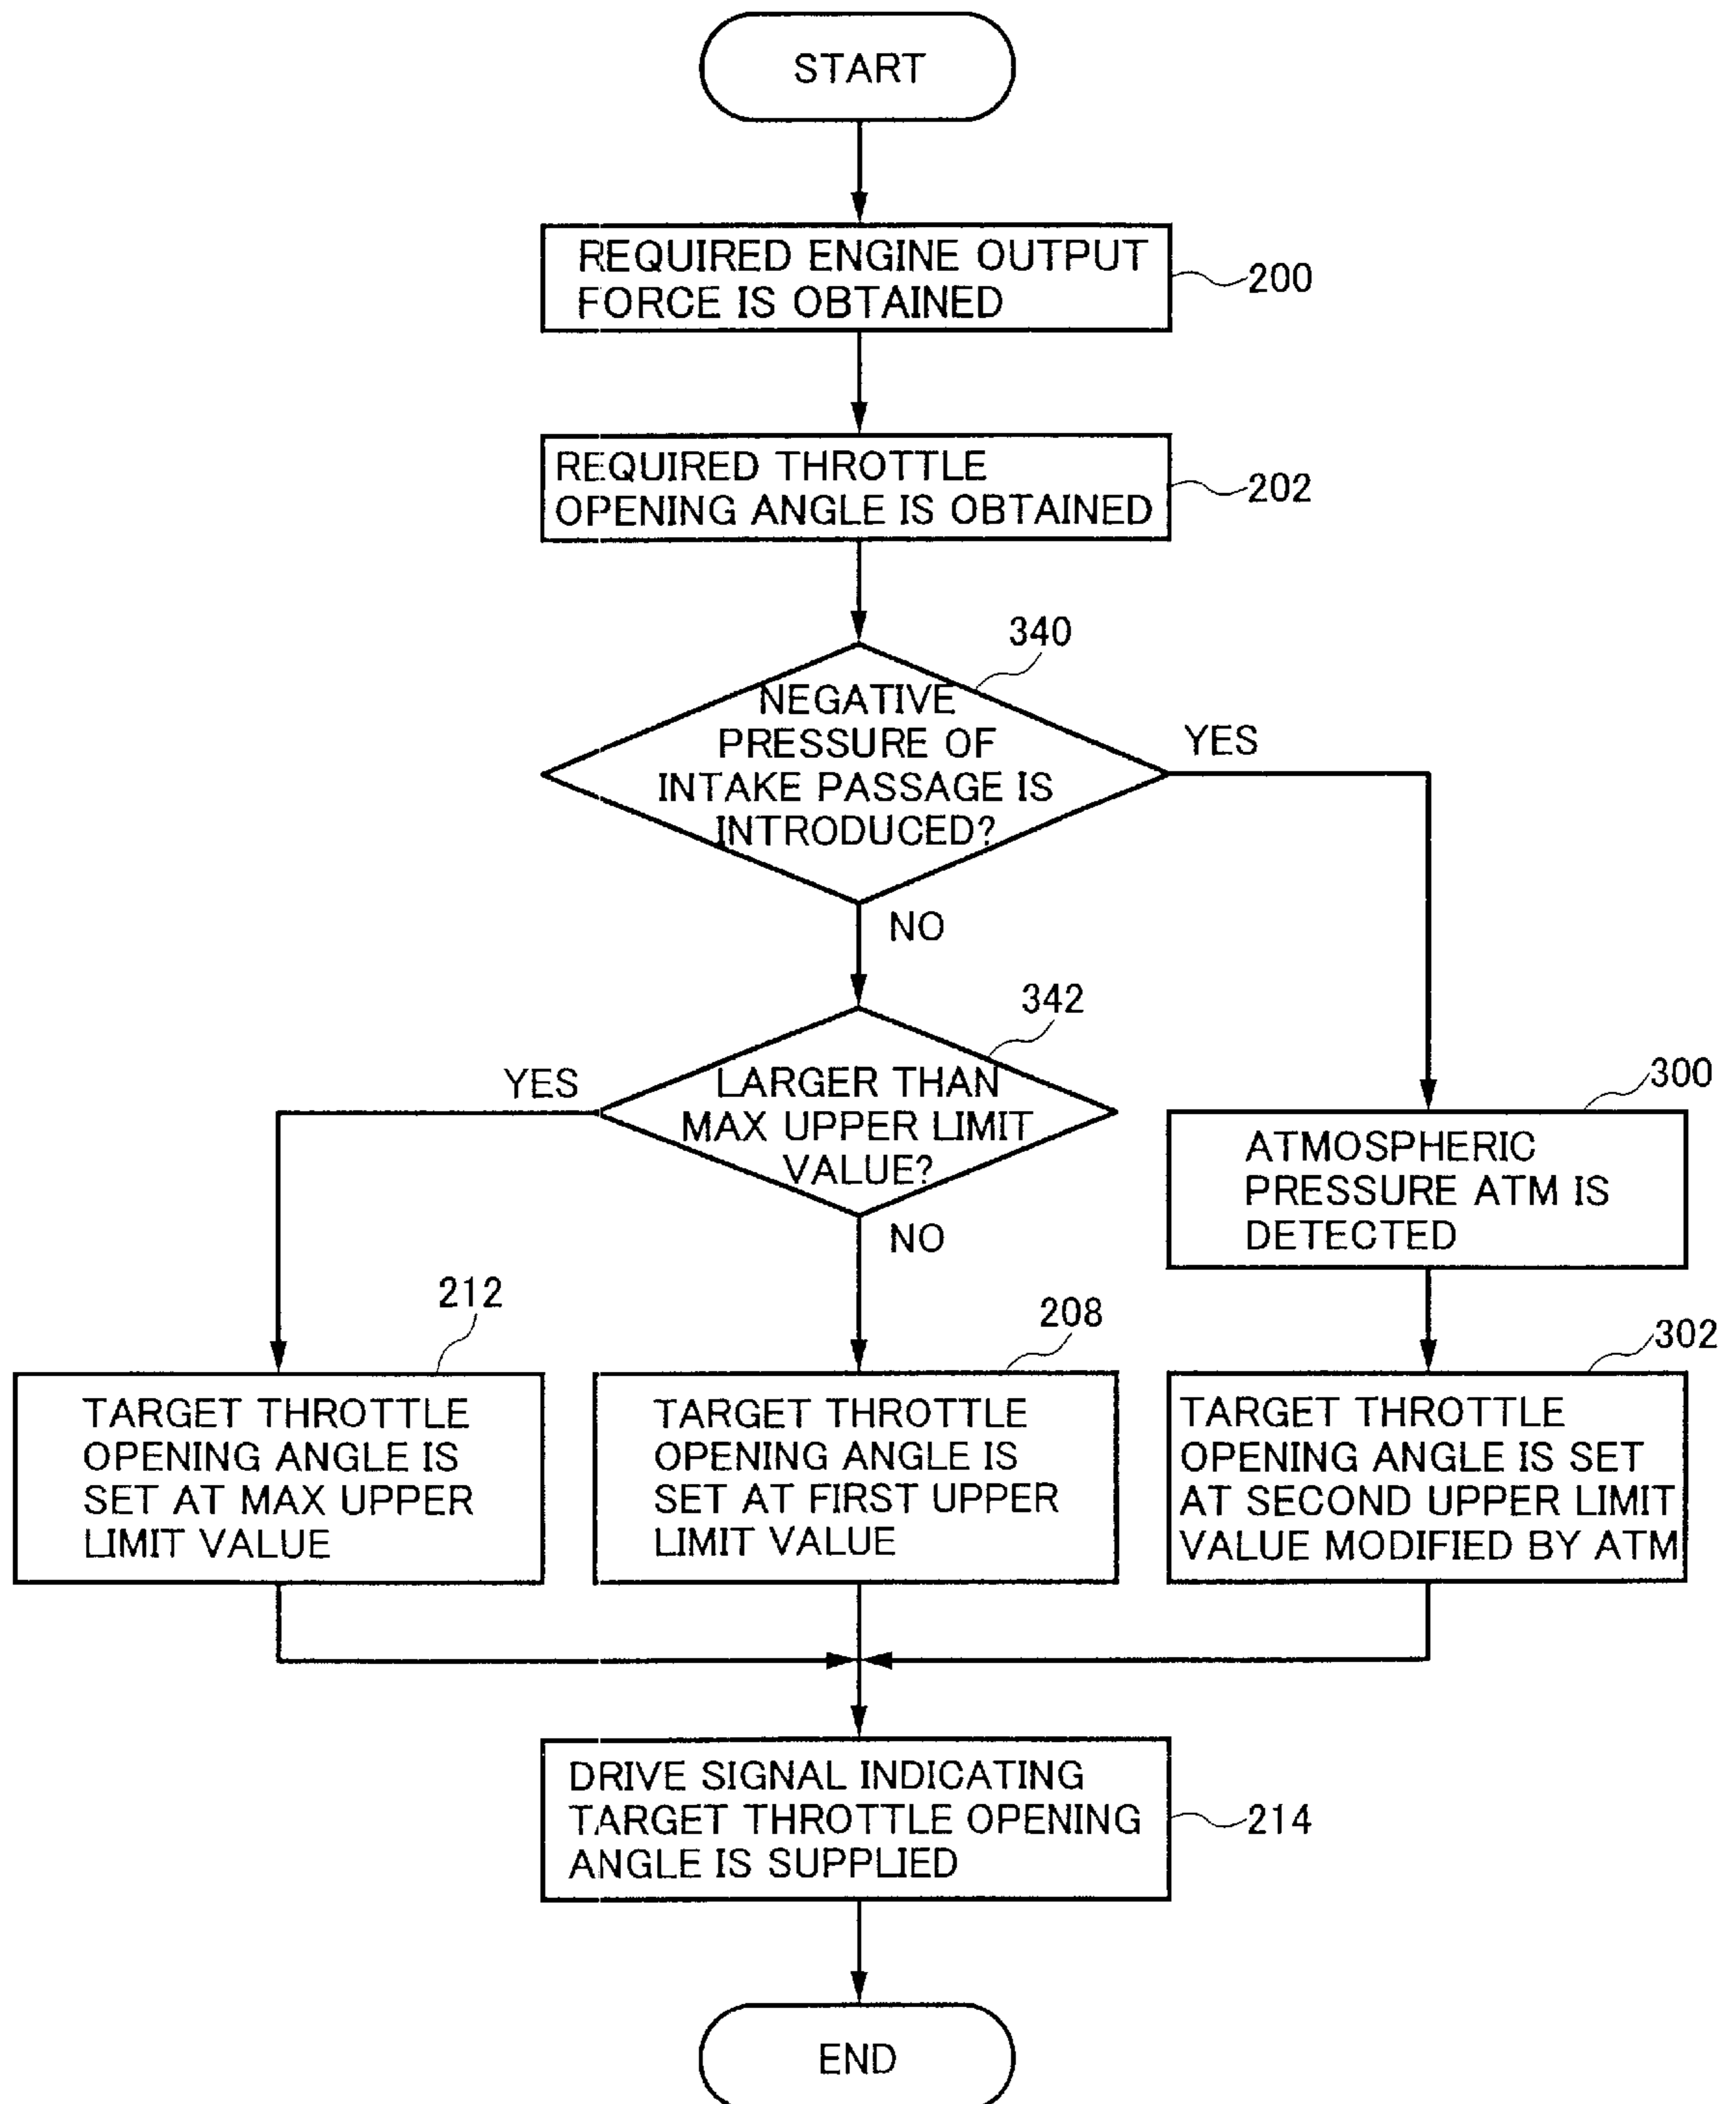 START
REQUIRED ENGINE OUTPUT
FORCE IS OBTAINED
200
REQUIRED THROTTLE
OPENING ANGLE IS OBTAINED
202
340
NEGATIVE
PRESSURE OF
INTAKE PASSAGE IS
INTRODUCED?
YES
NO
342
LARGER THAN
MAX UPPER LIMIT
VALUE?
YES
NO
300
ATMOSPHERIC
PRESSURE ATM IS
DETECTED
212
TARGET THROTTLE
OPENING ANGLE IS
SET AT MAX UPPER
LIMIT VALUE
208
TARGET THROTTLE
OPENING ANGLE IS
SET AT FIRST UPPER
LIMIT VALUE
302
TARGET THROTTLE
OPENING ANGLE IS SET
AT SECOND UPPER LIMIT
VALUE MODIFIED BY ATM
DRIVE SIGNAL INDICATING
TARGET THROTTLE OPENING
ANGLE IS SUPPLIED
214
END